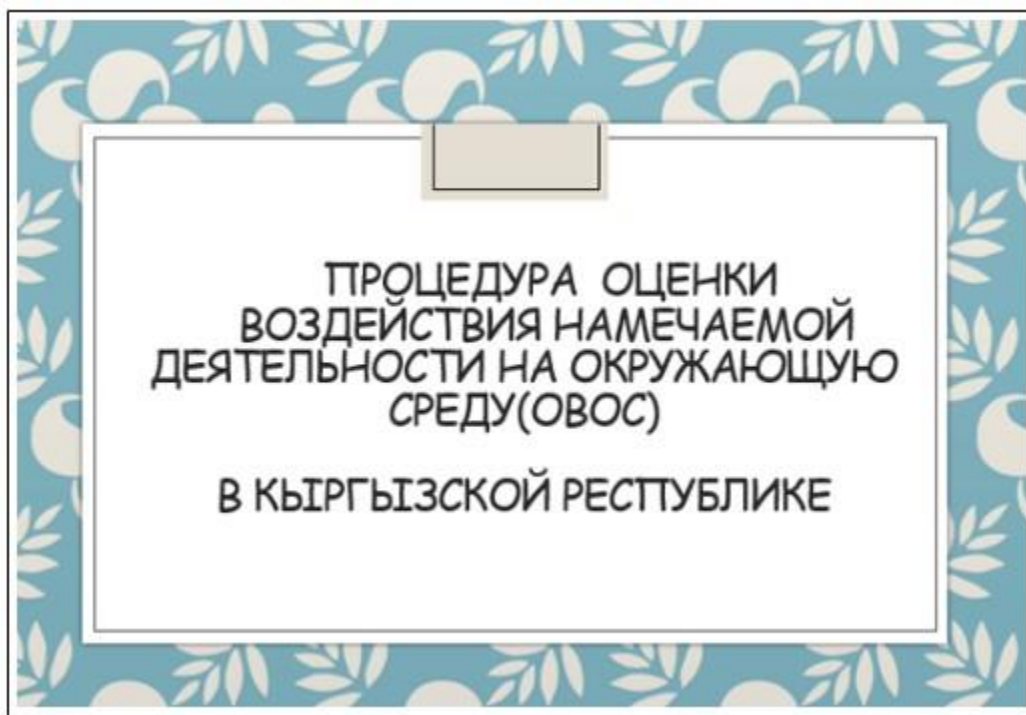 ПРОЦЕДУРА ОЦЕНКИ
ВОЗДЕЙСТВИЯ НАМЕЧАЕМОЙ
ДЕЯТЕЛЬНОСТИ НА ОКРУЖАЮЩУЮ
СРЕДУ(ОВОС)
В КЫРГЫЗСКОЙ РЕСПУБЛИКЕ